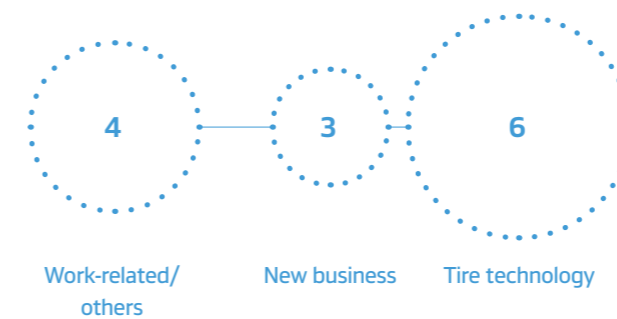 4
3
6
Work-related/
others
New business
Tire technology